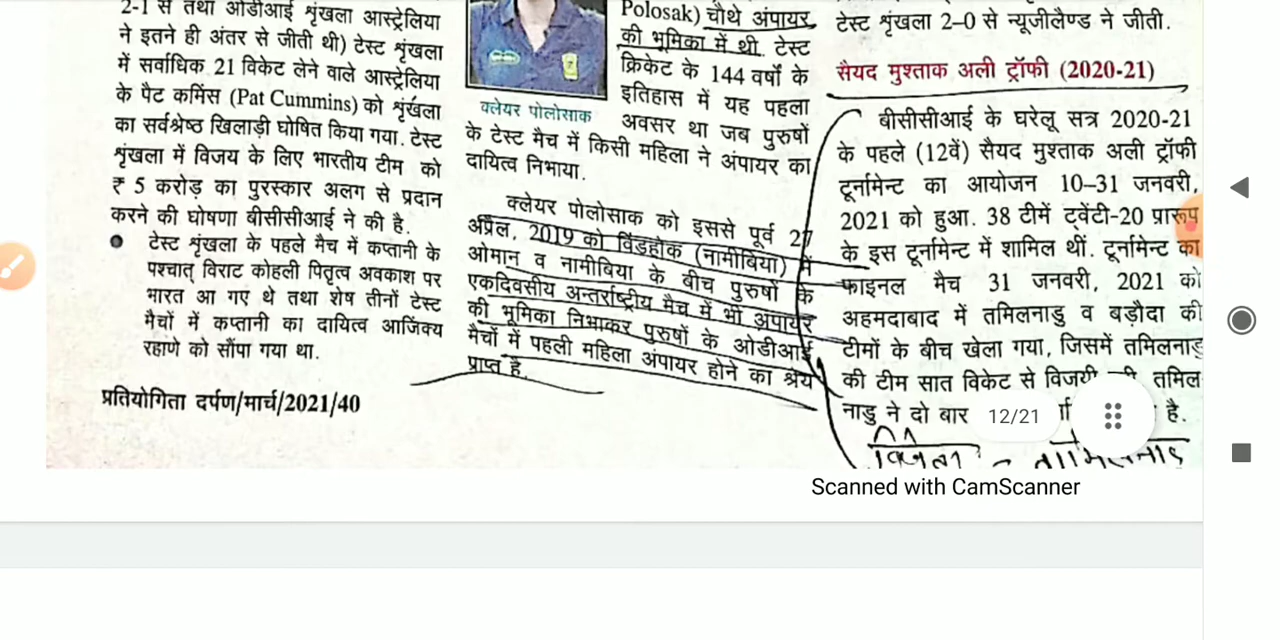 2-1 से तथा ओडीआई शृंखला आस्ट्रेलिया
ने इतने ही अंतर से जीती थी) टेस्ट शृंखला
में सर्वाधिक 21 विकेट लेने वाले आस्ट्रेलिया
के पैट कमिंस (Pat Cummins) को शृंखला
का सर्वश्रेष्ठ खिलाड़ी घोषित किया गया. टेस्ट
शृंखला में विजय के लिए भारतीय टीम को
₹ 5 करोड़ का पुरस्कार अलग से प्रदान
करने की घोषणा बीसीसीआई ने की है.
● टेस्ट शृंखला के पहले मैच में कप्तानी के
पश्चात् विराट कोहली पितृत्व अवकाश पर
भारत आ गए थे तथा शेष तीनों टेस्ट
मैचों में कप्तानी का दायित्व आजिंक्य
रहाणे को सौंपा गया था.
प्रतियोगिता दर्पण/मार्च/2021/40
क्लेयर पोलोसाक
Polosak) चौथे अंपायर
की भूमिका में थी. टेस्ट
क्रिकेट के 144 वर्षों के
इतिहास में यह पहला
अवसर था जब पुरुषों
के टेस्ट मैच में किसी महिला ने अंपायर का
दायित्व निभाया.
क्लेयर पोलोसाक को इससे पूर्व 27
अप्रैल, 2019 को विंडहोक (नामीबिया) में
ओमान व नामीबिया के बीच पुरुषों के
एकदिवसीय अन्तर्राष्ट्रीय मैच में भी अंपायर
की भूमिका निभाकर पुरुषों के ओडीआई
मैचों में पहली महिला अंपायर होने का श्रेय
प्राप्त है.
टेस्ट शृंखला 2–0 से न्यूजीलैण्ड ने जीती.
सैयद मुश्ताक अली ट्रॉफी (2020-21)
बीसीसीआई के घरेलू सत्र 2020-21
के पहले (12वें) सैयद मुश्ताक अली ट्रॉफी
टूर्नामेन्ट का आयोजन 10–31 जनवरी,
2021 को हुआ. 38 टीमें ट्वेंटी-20 प्रारूप
के इस टूर्नामेन्ट में शामिल थीं. टूर्नामेन्ट का
फाइनल मैच 31 जनवरी, 2021 को
अहमदाबाद में तमिलनाडु व बड़ौदा की
टीमों के बीच खेला गया, जिसमें तमिलनाडु
की टीम सात विकेट से विजयी तमिल
नाडु ने दो बार है.
12/21
विजेता - तामिलनाडु
Scanned with CamScanner